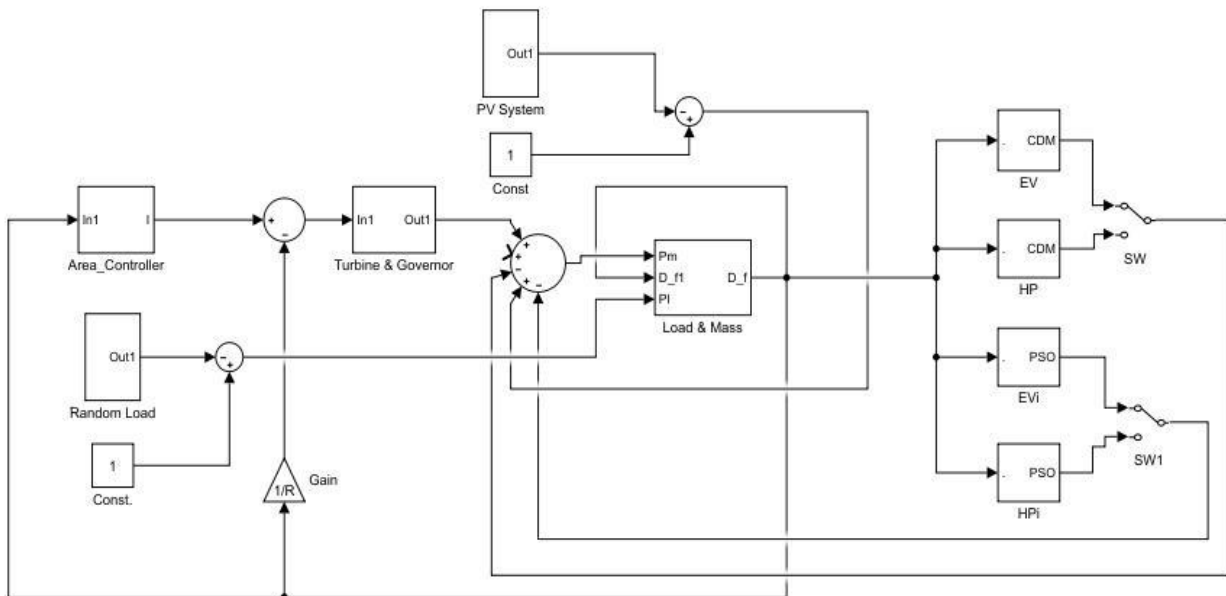 Out1
PV System
-
+
1
Const
In1
I
Area_Controller
+
-
In1
Out1
Turbine & Governor
+
+
-
+
-
Pm
D_f1
Pl
D_f
Load & Mass
Out1
Random Load
-
+
1
Const.
1/R
Gain
. CDM
EV
. CDM
HP
SW
. PSO
EVi
. PSO
HPi
SW1